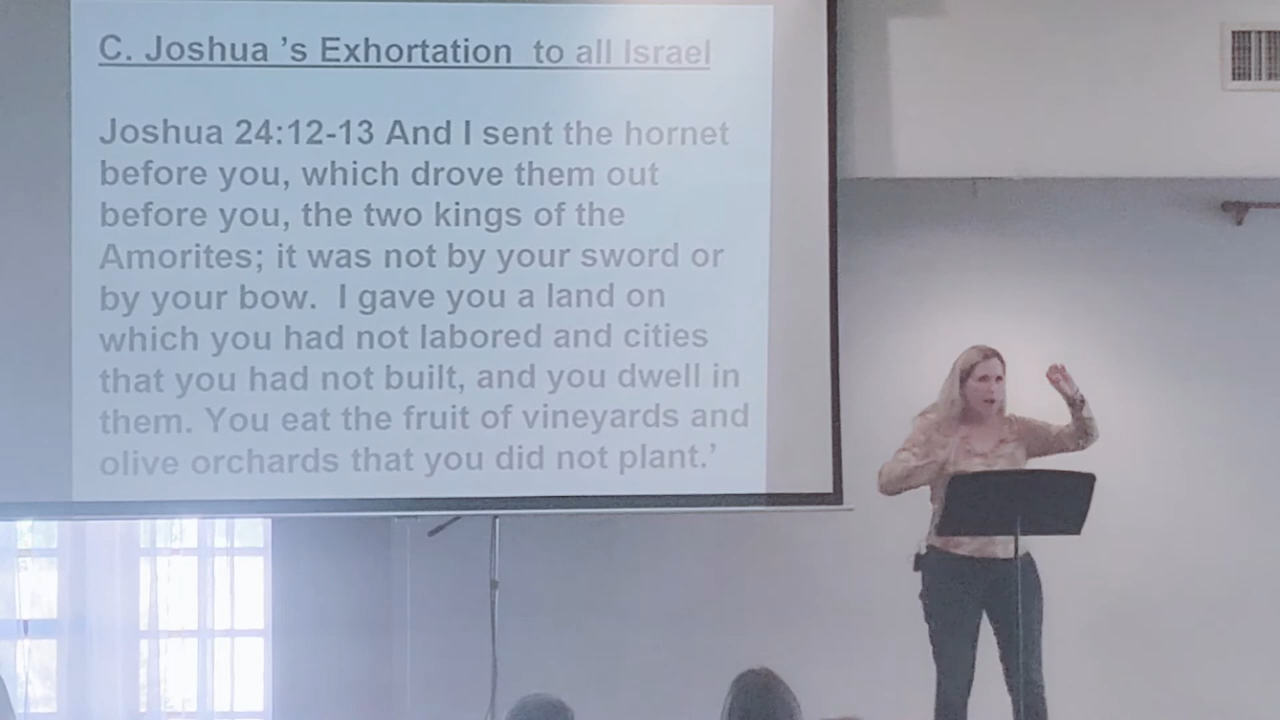 C. Joshua 's Exhortation  to all Israel
Joshua 24:12-13 And I sent the hornet
before you, which drove them out
before you, the two kings of the
Amorites; it was not by your sword or
by your bow.  I gave you a land on
which you had not labored and cities
that you had not built, and you dwell in
them. You eat the fruit of vineyards and
olive orchards that you did not plant.’